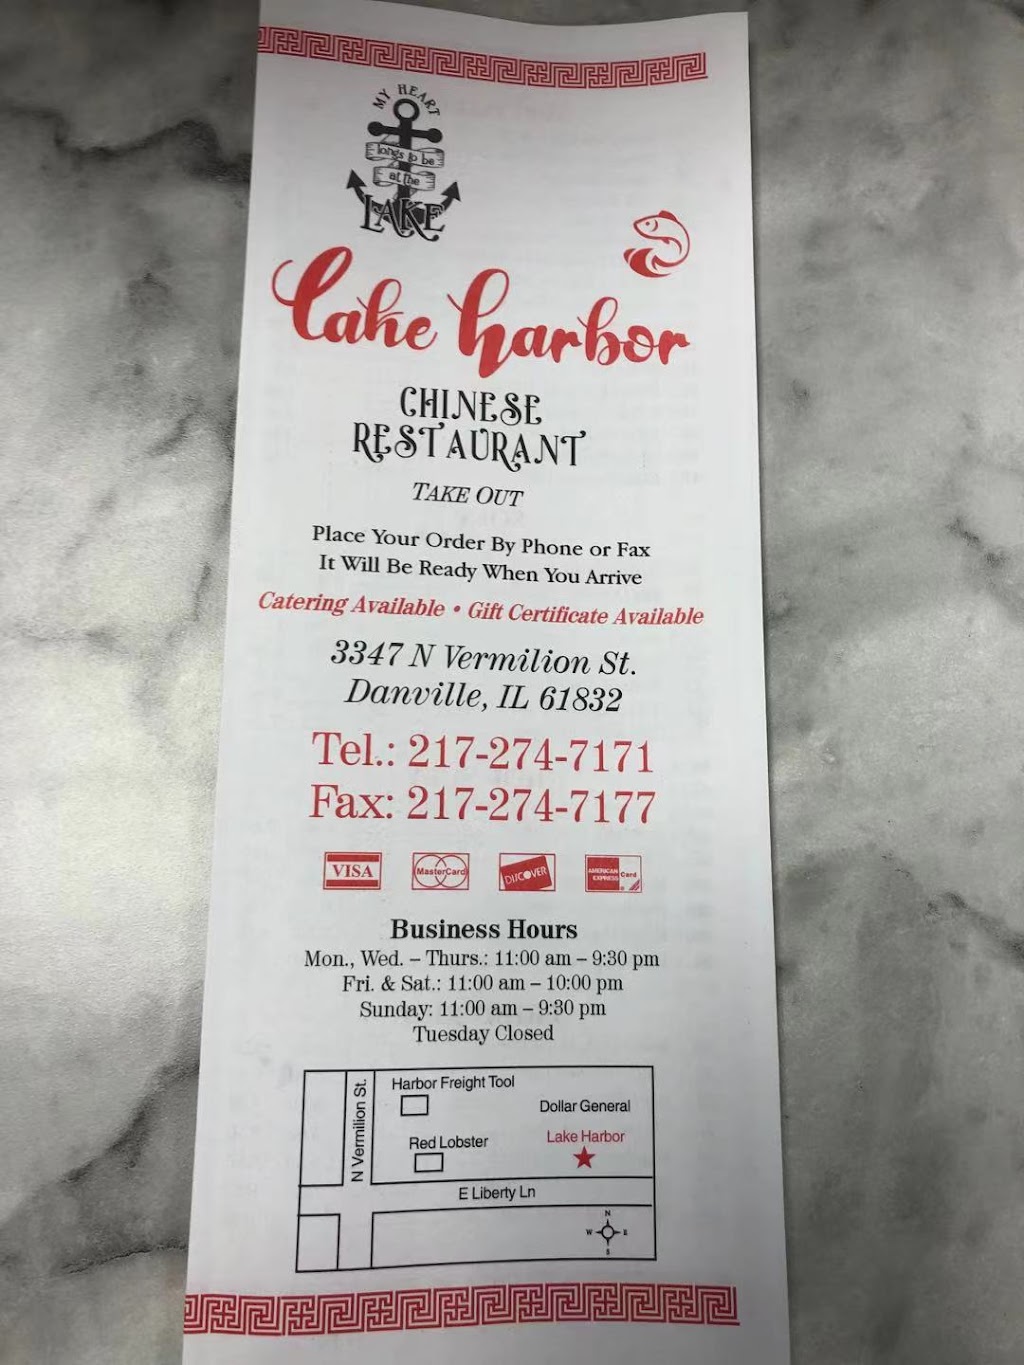 MY HEART
longs to be
at the
LAKE
Lake harbor
CHINESE
RESTAURANT
TAKE OUT
Place Your Order By Phone or Fax
It Will Be Ready When You Arrive
Catering Available • Gift Certificate Available
3347 N Vermilion St.
Danville, IL 61832
Tel.: 217-274-7171
Fax: 217-274-7177
VISA
MasterCard
DISCOVER
AMERICAN EXPRESS Card
Business Hours
Mon., Wed. – Thurs.: 11:00 am – 9:30 pm
Fri. & Sat.: 11:00 am – 10:00 pm
Sunday: 11:00 am – 9:30 pm
Tuesday Closed
N Vermilion St.
Harbor Freight Tool
Dollar General
Red Lobster
Lake Harbor
E Liberty Ln
N
W E
S